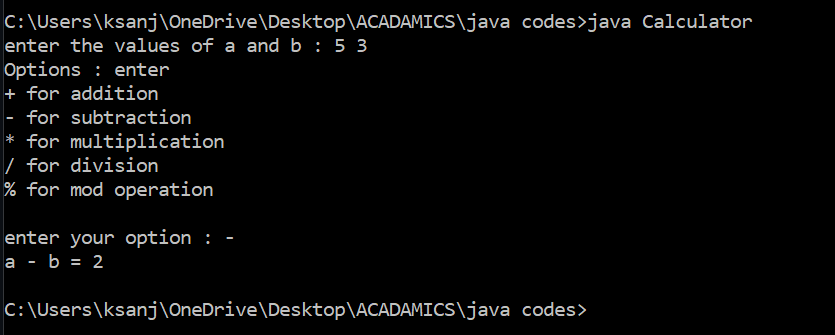 C:\Users\ksanj\OneDrive\Desktop\ACADAMICS\java codes>java Calculator
enter the values of a and b : 5 3
Options : enter
+ for addition
- for subtraction
* for multiplication
/ for division
% for mod operation
enter your option : -
a - b = 2
C:\Users\ksanj\OneDrive\Desktop\ACADAMICS\java codes>